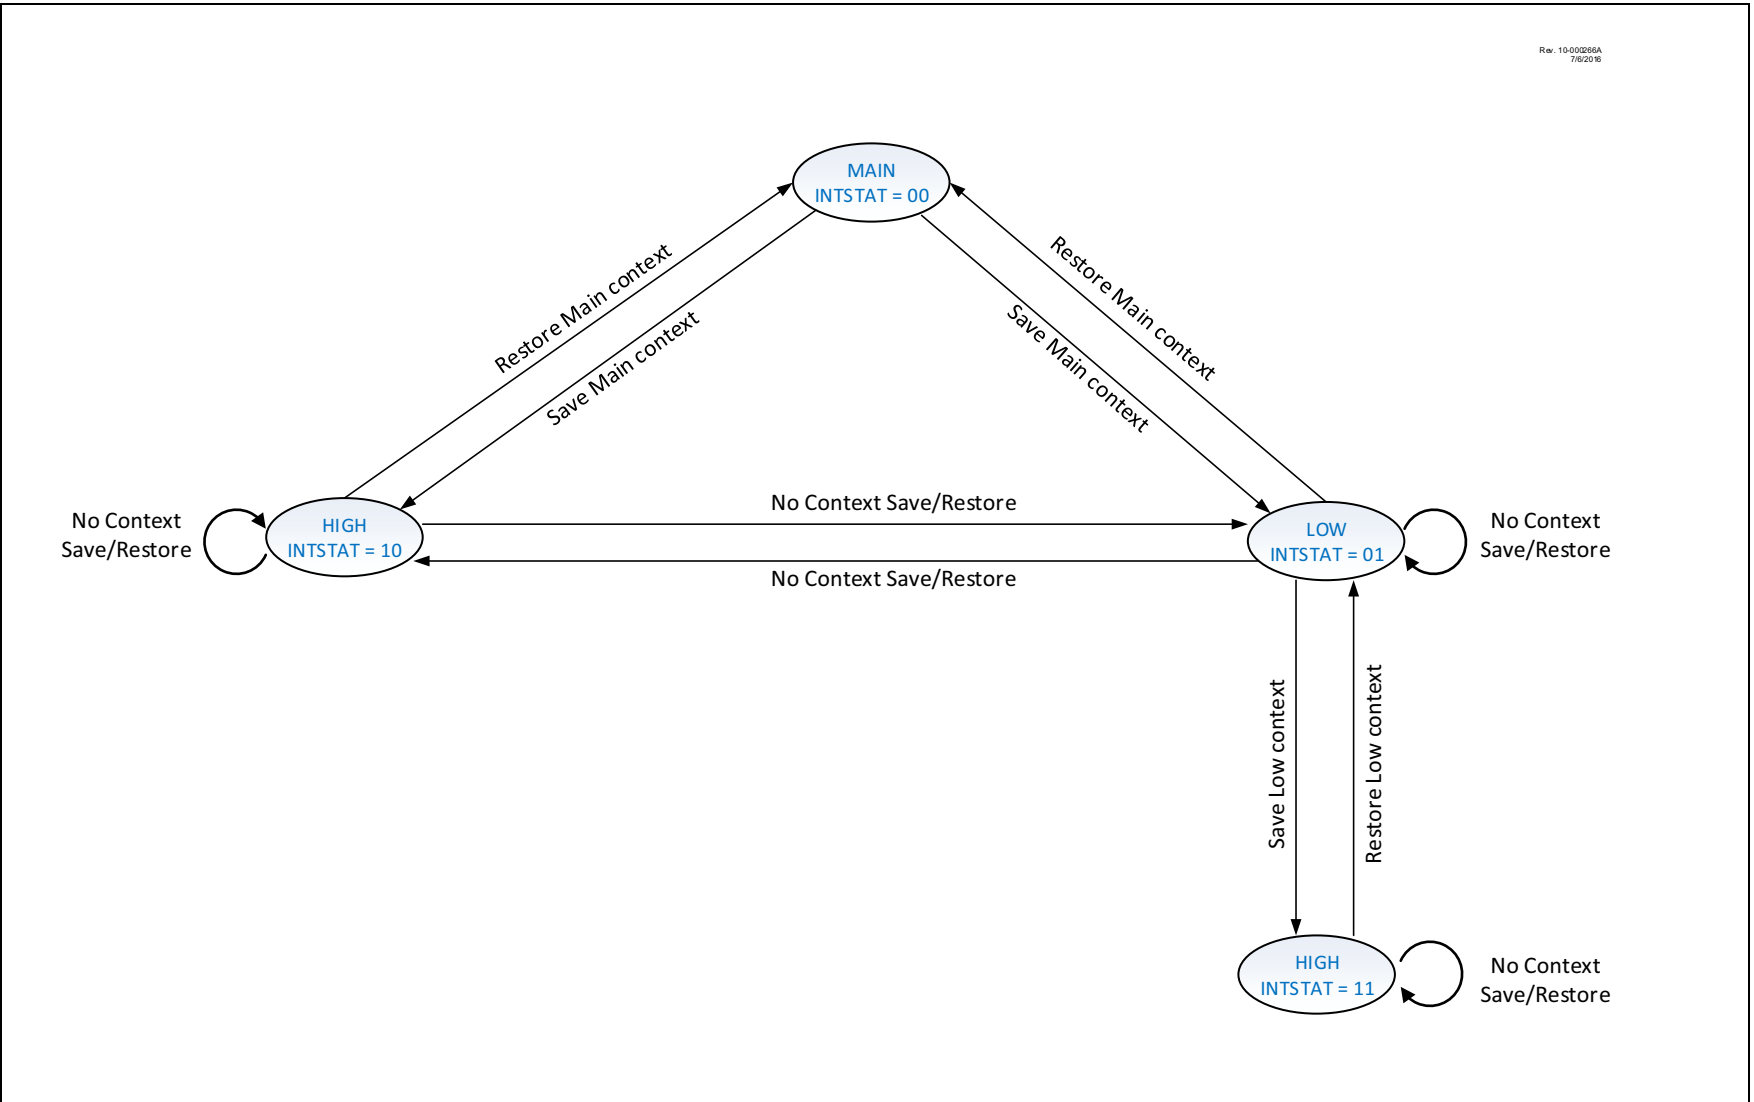 Rev. 10-000266A
7/6/2016
MAIN
INTSTAT = 00
Restore Main context
Save Main context
Save Main context
Restore Main context
No Context
Save/Restore
HIGH
INTSTAT = 10
No Context Save/Restore
No Context Save/Restore
LOW
INTSTAT = 01
No Context
Save/Restore
Save Low context
Restore Low context
HIGH
INTSTAT = 11
No Context
Save/Restore